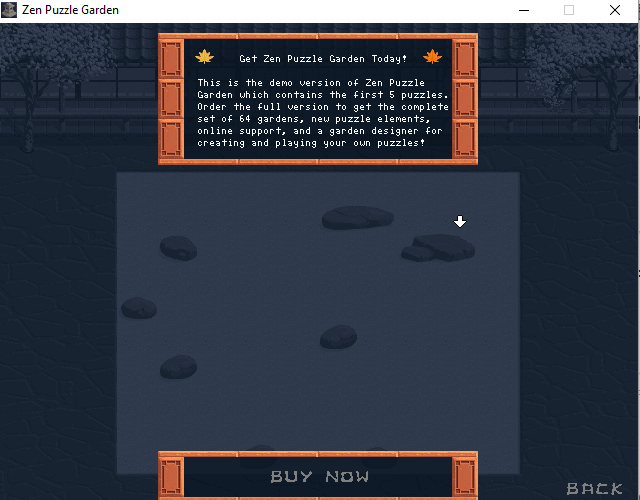 Zen Puzzle Garden
Get Zen Puzzle Garden Today!
This is the demo version of Zen Puzzle
Garden which contains the first 5 puzzles.
Order the full version to get the complete
set of 64 gardens, new puzzle elements,
online support, and a garden designer for
creating and playing your own puzzles!
BUY NOW
BACK